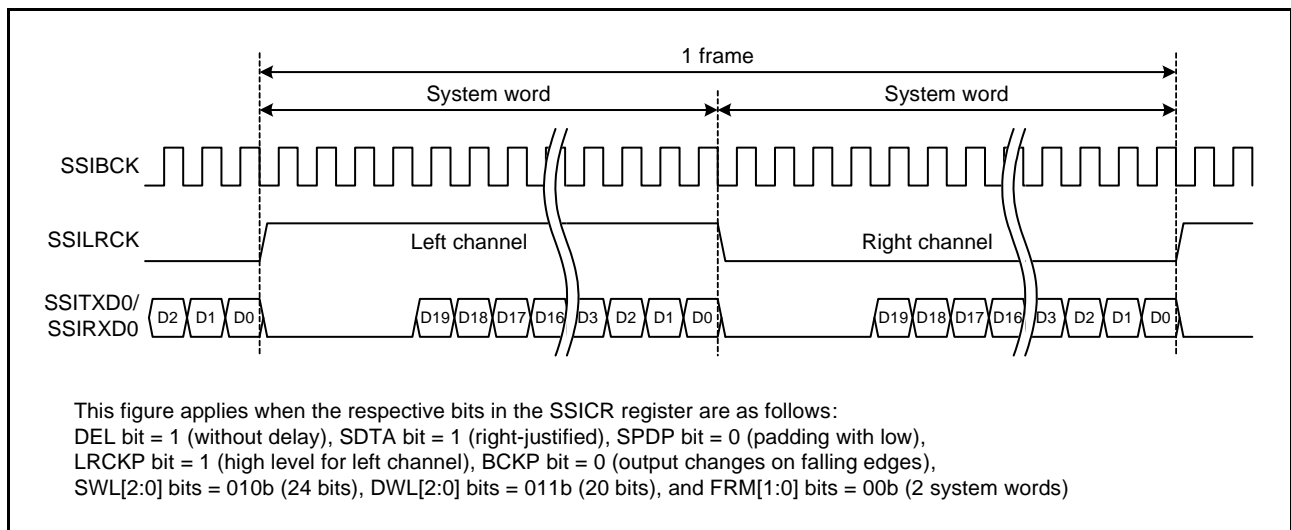 1 frame
System word System word
SSIBCK
SSILRCK Left channel Right channel
SSITXD0/
SSIRXD0
D2 D1 D0 D19 D18 D17 D16 D3 D2 D1 D0 D19 D18 D17 D16 D3 D2 D1 D0
This figure applies when the respective bits in the SSICR register are as follows:
DEL bit = 1 (without delay), SDTA bit = 1 (right-justified), SPDP bit = 0 (padding with low),
LRCKP bit = 1 (high level for left channel), BCKP bit = 0 (output changes on falling edges),
SWL[2:0] bits = 010b (24 bits), DWL[2:0] bits = 011b (20 bits), and FRM[1:0] bits = 00b (2 system words)